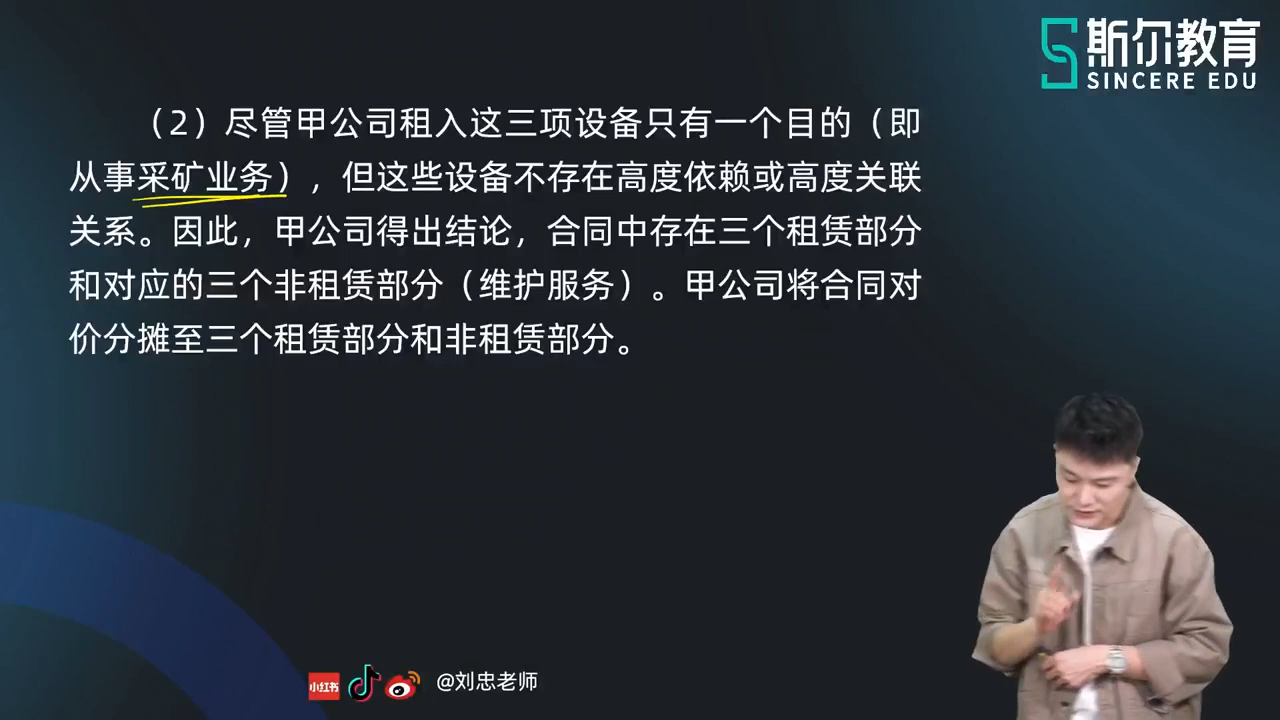 斯尔教育
SINCERE EDU
（2）尽管甲公司租入这三项设备只有一个目的（即
从事采矿业务），但这些设备不存在高度依赖或高度关联
关系。因此，甲公司得出结论，合同中存在三个租赁部分
和对应的三个非租赁部分（维护服务）。甲公司将合同对
价分摊至三个租赁部分和非租赁部分。
小红书 @刘忠老师